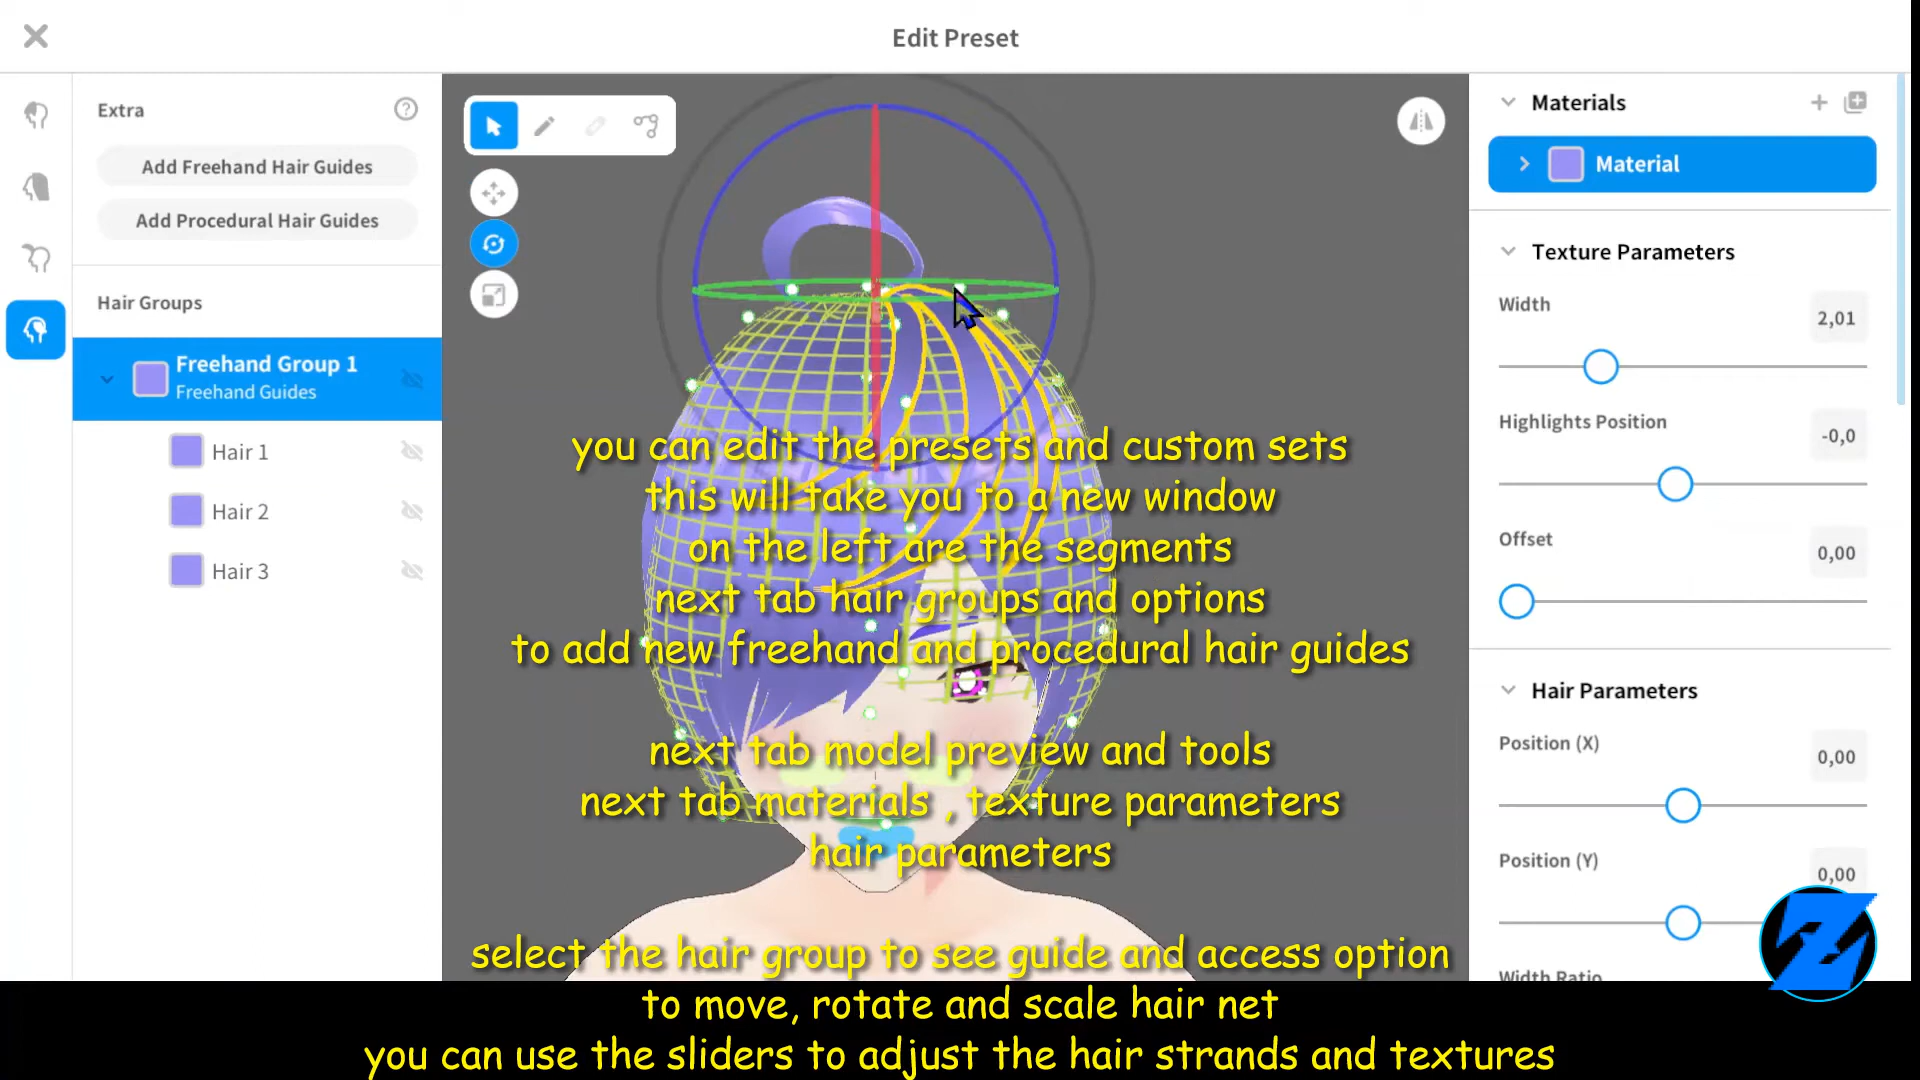 Edit Preset
Extra
Add Freehand Hair Guides
Add Procedural Hair Guides
Hair Groups
Freehand Group 1
Freehand Guides
Hair 1
Hair 2
Hair 3
you can edit the presets and custom sets
this will take you to a new window
on the left are the segments
next tab hair groups and options
to add new freehand and procedural hair guides
next tab model preview and tools
next tab materials , texture parameters
hair parameters
select the hair group to see guide and access option
to move, rotate and scale hair net
you can use the sliders to adjust the hair strands and textures
Materials
Material
Texture Parameters
Width
2,01
Highlights Position
-0,0
Offset
0,00
Hair Parameters
Position (X)
0,00
Position (Y)
0,00
Width Ratio
Z